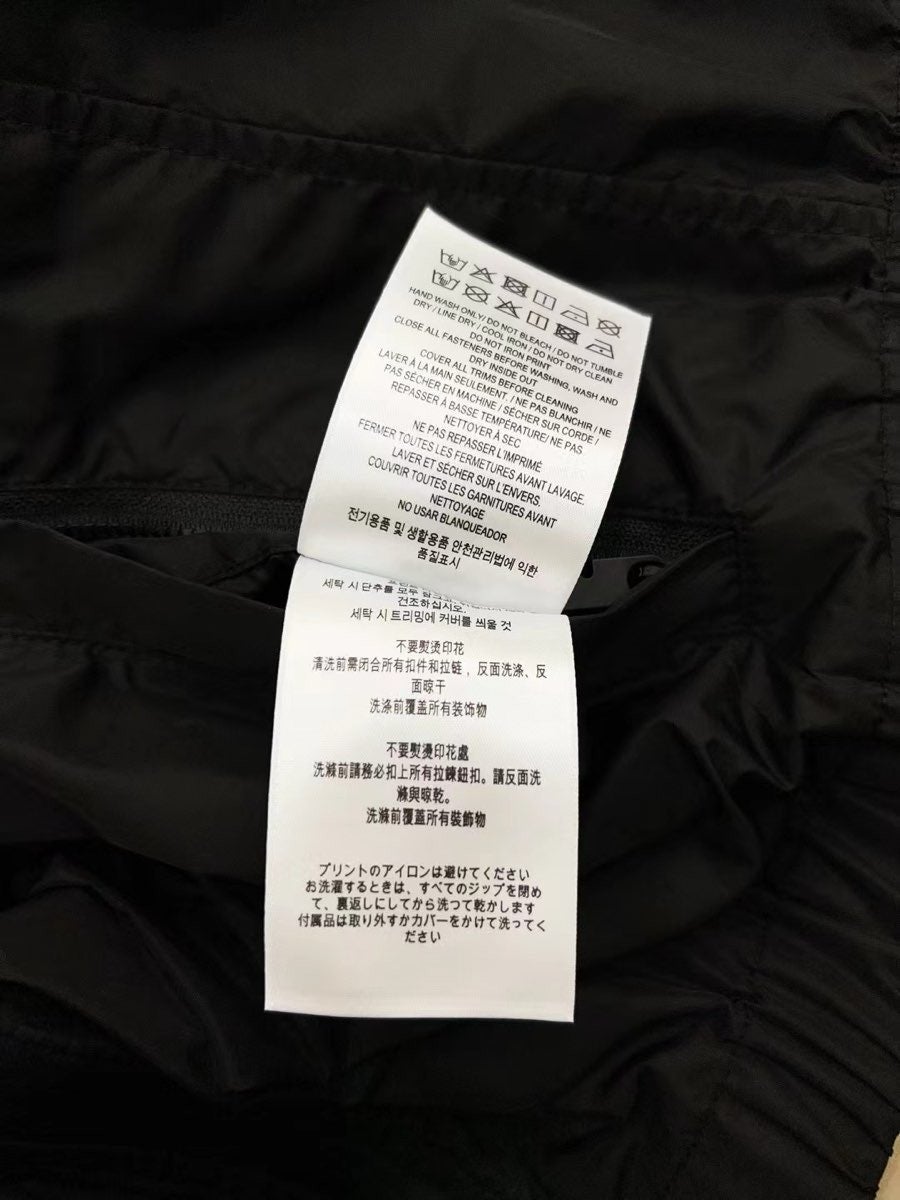 HAND WASH ONLY/ DO NOT BLEACH / DO NOT TUMBLE
DRY / LINE DRY / COOL IRON / DO NOT DRY CLEAN
DO NOT IRON PRINT
CLOSE ALL FASTENERS BEFORE WASHING, WASH AND
DRY INSIDE OUT
COVER ALL TRIMS BEFORE CLEANING
LAVER À LA MAIN SEULEMENT, / NE PAS BLANCHIR / NE
PAS SÉCHER EN MACHINE / SÉCHER SUR CORDE /
REPASSER À BASSE TEMPÉRATURE/ NE PAS
NETTOYER À SEC
NE PAS REPASSER L'IMPRIMÉ
FERMER TOUTES LES FERMETURES AVANT LAVAGE.
LAVER ET SÉCHER SUR L'ENVERS.
COUVRIR TOUTES LES GARNITURES AVANT
NETTOYAGE
NO USAR BLANQUEADOR
전기용품 및 생활용품 안천관리법에 익한
품질표시
세탁 시 단추를 모두
건조하십시오.
세탁 시 트리밍에 커버를 씌울 것
不要熨烫印花
清洗前需闭合所有扣件和拉链，反面洗涤、反
面晾干
洗涤前覆盖所有装饰物
不要熨燙印花處
洗滌前請務必扣上所有拉鍊鈕扣。請反面洗
滌與晾乾。
洗滌前覆蓋所有裝飾物
プリントのアイロンは避けてください
お洗濯するときは、すべてのジップを閉め
て、裏返しにしてから洗つて乾かします
付属品は取り外すかカバーをかけて洗ってく
ださい